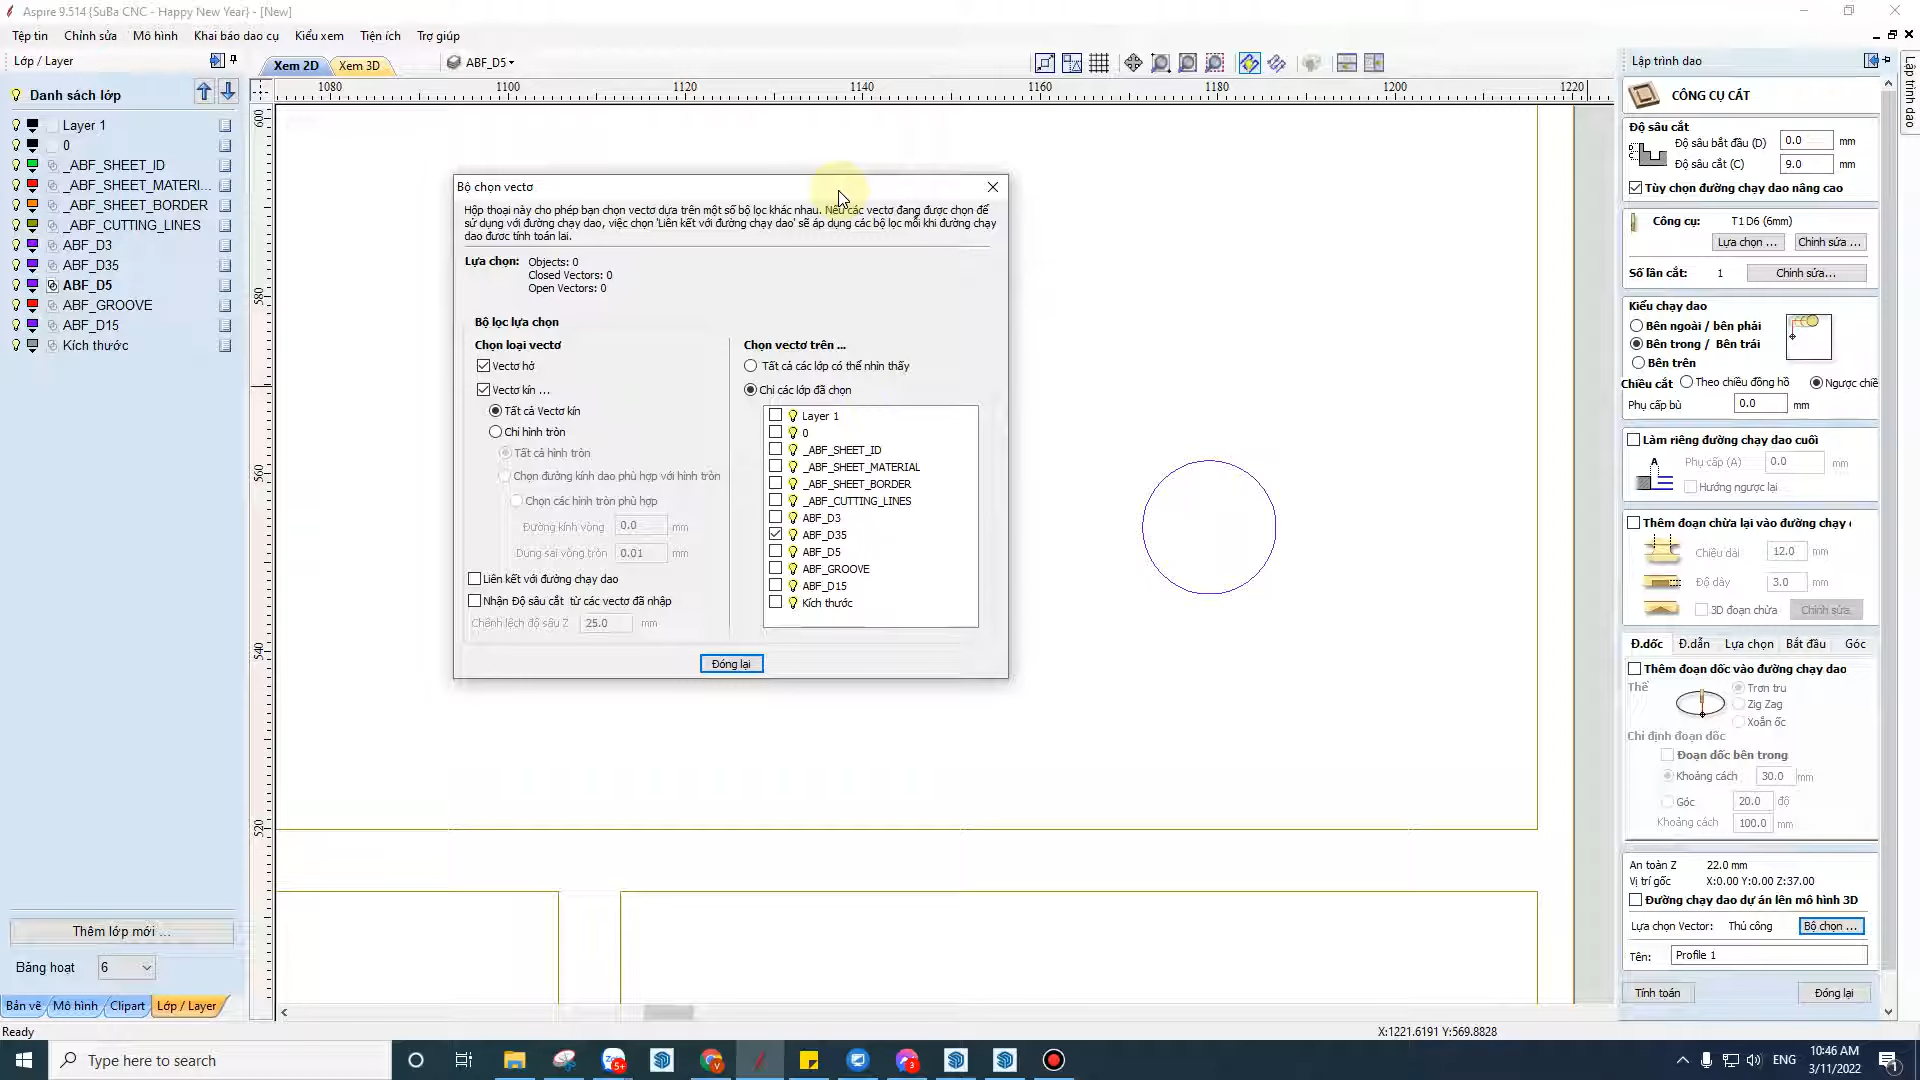 Aspire 9.514 {SuBa CNC - Happy New Year} - [New]
Tệp tin Chỉnh sửa Mô hình Khai báo dao cụ Kiểu xem Tiện ích Trợ giúp
Lớp / Layer
Danh sách lớp
Layer 1
0
_ABF_SHEET_ID
_ABF_SHEET_MATERI...
_ABF_SHEET_BORDER
_ABF_CUTTING_LINES
ABF_D3
ABF_D35
ABF_D5
ABF_GROOVE
ABF_D15
Kích thước
Thêm lớp mới ...
Bảng hoạt 6
Bản vẽ Mô hình Clipart Lớp / Layer
Ready
Xem 2D Xem 3D ABF_D5
1080 1100 1120 1140 1160 1180 1200 1220
600
580
560
540
520
Bộ chọn vectơ
Hộp thoại này cho phép bạn chọn vectơ dựa trên một số bộ lọc khác nhau. Nếu các vectơ đang được chọn để
sử dụng với đường chạy dao, việc chọn 'Liên kết với đường chạy dao' sẽ áp dụng các bộ lọc mỗi khi đường chạy
dao được tính toán lại.
Lựa chọn: Objects: 0
Closed Vectors: 0
Open Vectors: 0
Bộ lọc lựa chọn
Chọn loại vectơ
Vectơ hở
Vectơ kín ...
Tất cả Vectơ kín
Chỉ hình tròn
Tất cả hình tròn
Chọn đường kính dao phù hợp với hình tròn
Chọn các hình tròn phù hợp
Đường kính vòng 0.0 mm
Dung sai vòng tròn 0.01 mm
Liên kết với đường chạy dao
Nhận Độ sâu cắt từ các vectơ đã nhập
Chênh lệch độ sâu Z 25.0 mm
Chọn vectơ trên ...
Tất cả các lớp có thể nhìn thấy
Chỉ các lớp đã chọn
Layer 1
0
_ABF_SHEET_ID
_ABF_SHEET_MATERIAL
_ABF_SHEET_BORDER
_ABF_CUTTING_LINES
ABF_D3
ABF_D35
ABF_D5
ABF_GROOVE
ABF_D15
Kích thước
Đóng lại
Lập trình dao
Lập trình dao
CÔNG CỤ CẮT
Độ sâu cắt
Độ sâu bắt đầu (D) 0.0 mm
Độ sâu cắt (C) 9.0 mm
Tùy chọn đường chạy dao nâng cao
Công cụ: T1 D6 (6mm)
Lựa chọn ... Chỉnh sửa ...
Số lần cắt: 1 Chỉnh sửa...
Kiểu chạy dao
Bên ngoài / bên phải
Bên trong / Bên trái
Bên trên
Chiều cắt Theo chiều đồng hồ Ngược chiề
Phụ cấp bù 0.0 mm
Làm riêng đường chạy dao cuối
A Phụ cấp (A) 0.0 mm
Hướng ngược lại
Thêm đoạn chừa lại vào đường chạy
Chiều dài 12.0 mm
Độ dày 3.0 mm
3D đoạn chừa Chỉnh sửa
Đ.dốc Đ.dẫn Lựa chọn Bắt đầu Góc
Thêm đoạn dốc vào đường chạy dao
Thể Trơn tru
Zig Zag
Xoắn ốc
Chỉ định đoạn dốc
Đoạn dốc bên trong
Khoảng cách 30.0 mm
Góc 20.0 độ
Khoảng cách 100.0 mm
An toàn Z 22.0 mm
Vị trí gốc X:0.00 Y:0.00 Z:37.00
Đường chạy dao dự án lên mô hình 3D
Lựa chọn Vector: Thủ công Bộ chọn ...
Tên: Profile 1
Tính toán Đóng lại
X:1221.6191 Y:569.8828
Type here to search
5+
3
ENG
10:46 AM
3/11/2022
1